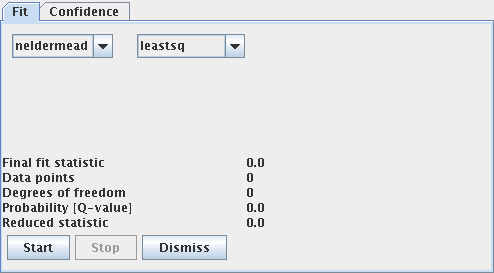 Fit Confidence
neldermead leastsq
Final fit statistic 0.0
Data points 0
Degrees of freedom 0
Probability [Q-value] 0.0
Reduced statistic 0.0
Start Stop Dismiss